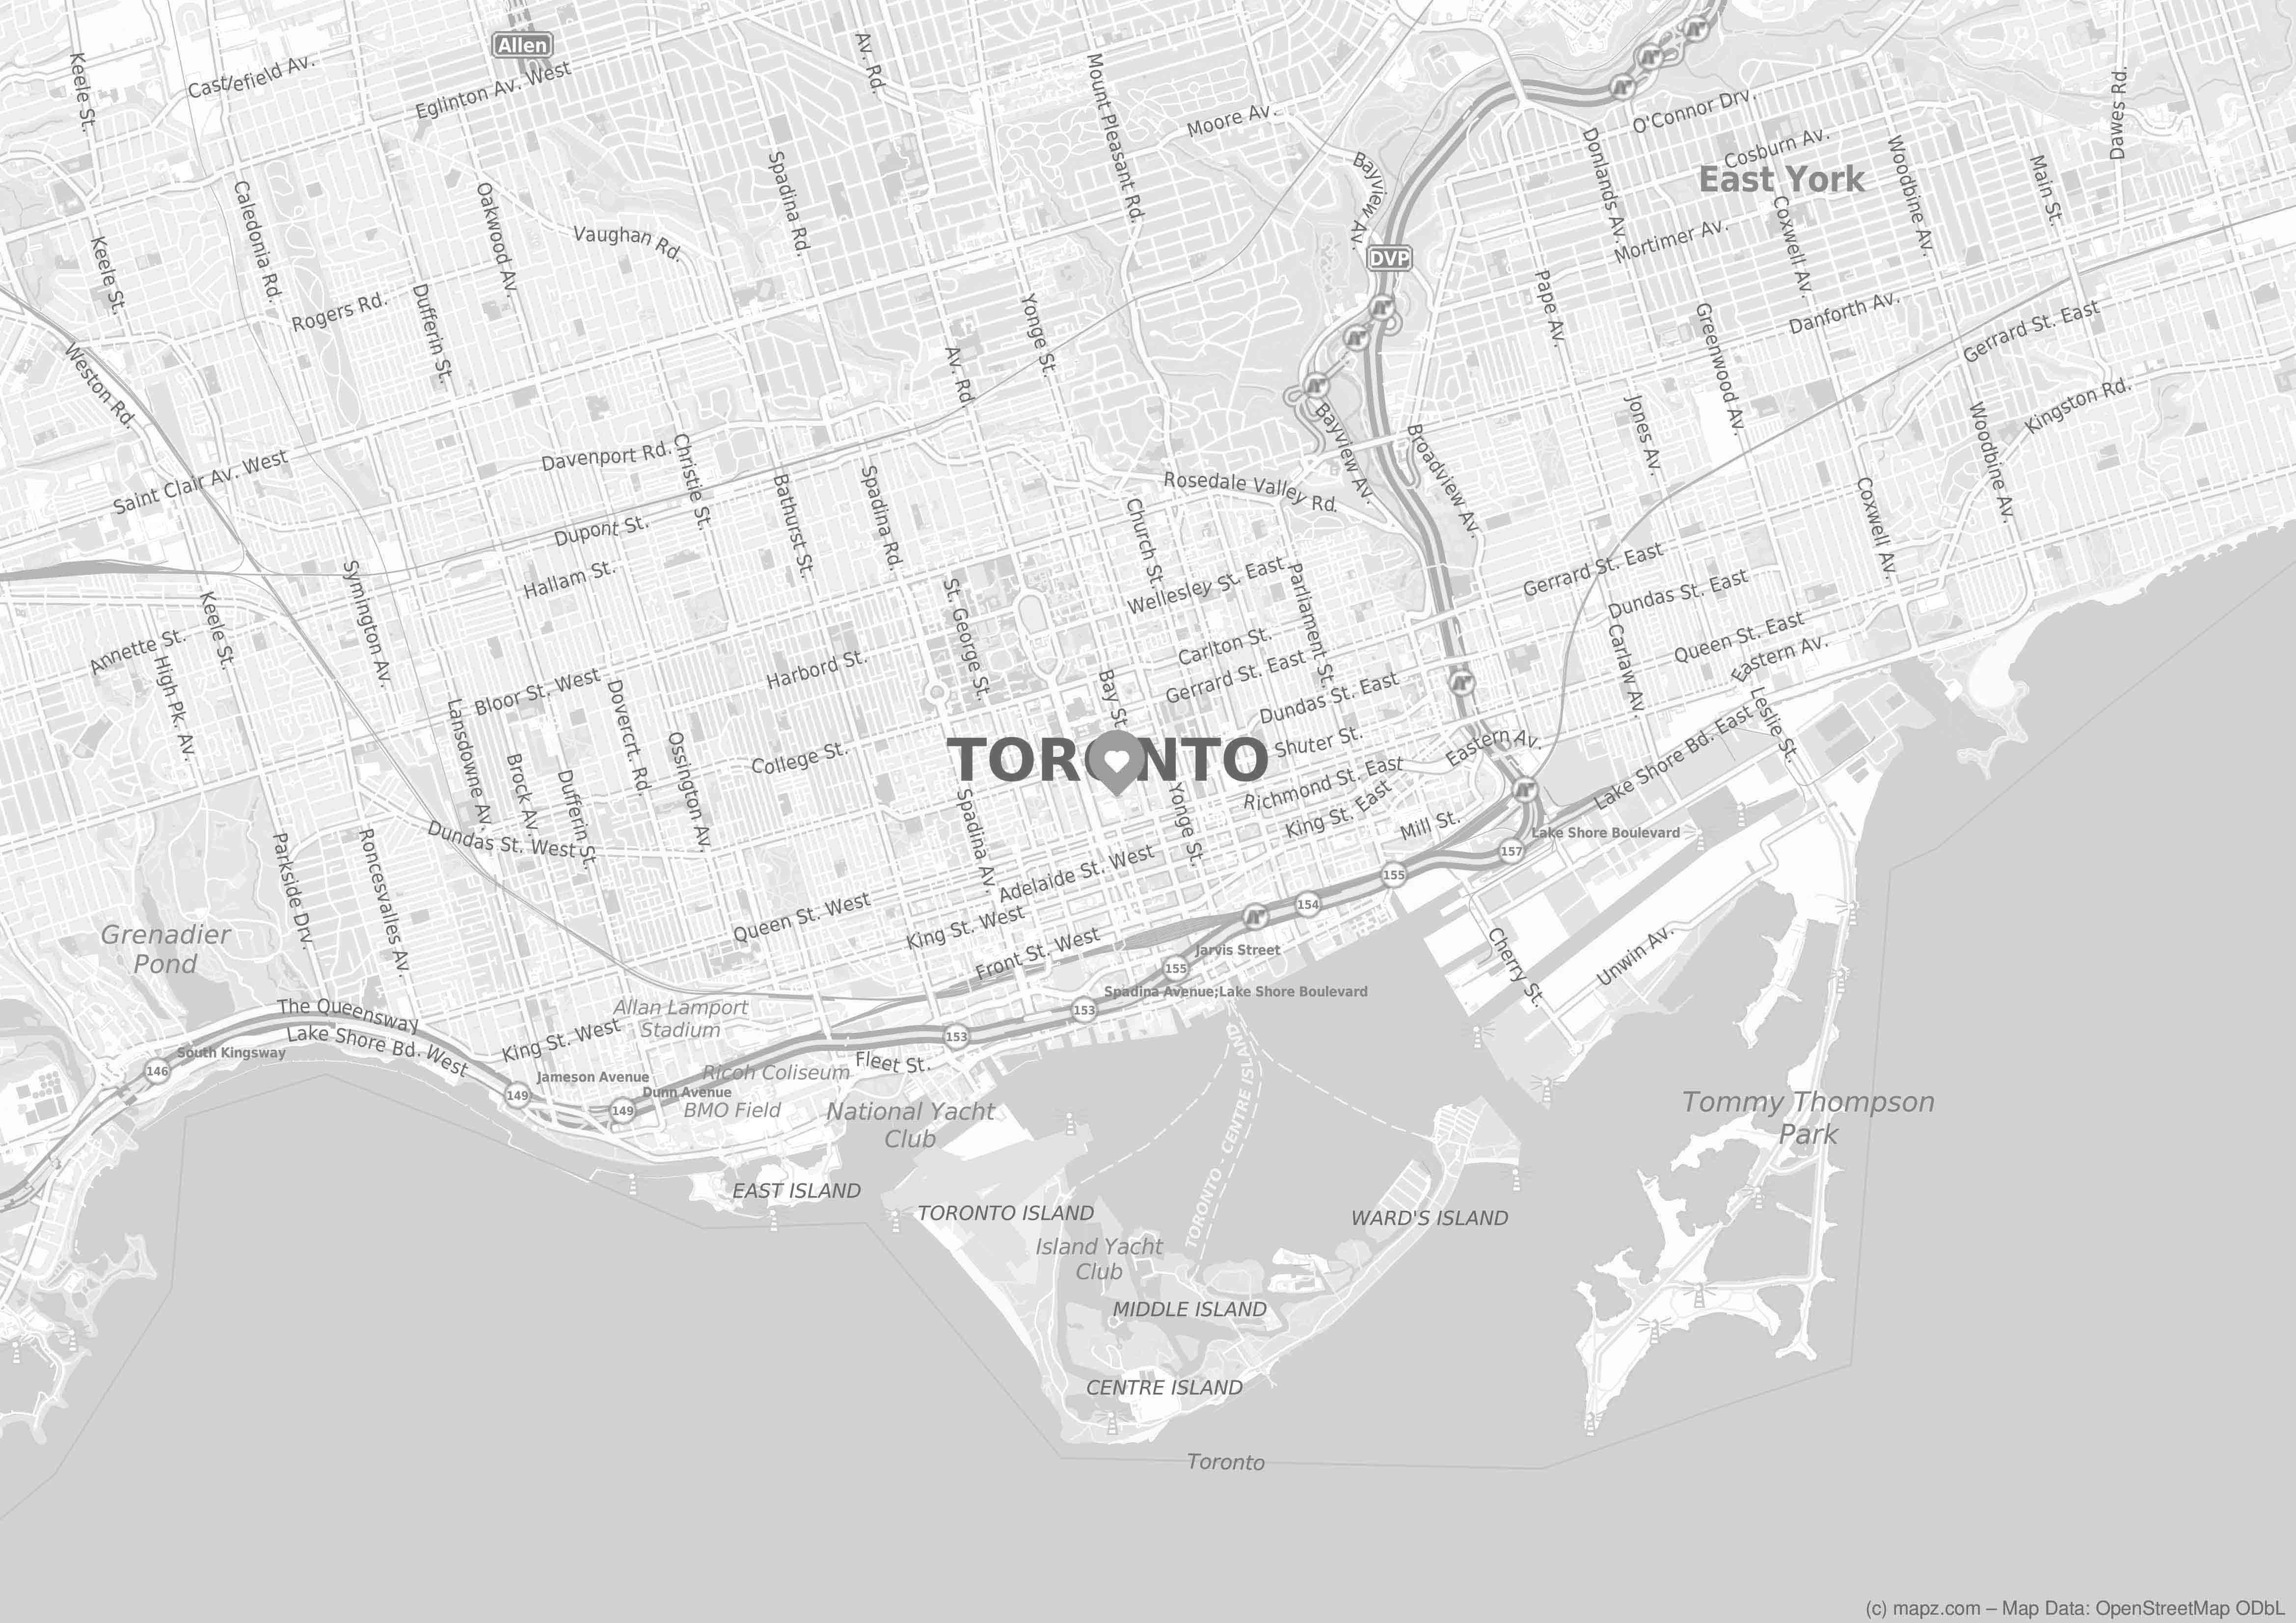 Allen
Keele St.
Castlefield Av.
Eglinton Av. West
Av. Rd.
Mount Pleasant Rd.
Moore Av.
Bayview Av.
O'Connor Drv.
Cosburn Av.
East York
Donlands Av.
Woodbine Av.
Main St.
Dawes Rd.
Keele St.
Caledonia Rd.
Oakwood Av.
Vaughan Rd.
Spadina Rd.
DVP
Mortimer Av.
Coxwell Av.
Rogers Rd.
Dufferin St.
Yonge St.
Pape Av.
Greenwood Av.
Danforth Av.
Gerrard St. East
Weston Rd.
Av. Rd.
Bayview Av.
Broadview Av.
Jones Av.
Woodbine Av.
Kingston Rd.
Saint Clair Av. West
Davenport Rd.
Christie St.
Bathurst St.
Spadina Rd.
Rosedale Valley Rd.
Church St.
Coxwell Av.
Dupont St.
Hallam St.
Symington Av.
St. George St.
Wellesley St. East
Parliament St.
Gerrard St. East
Dundas St. East
Annette St.
Keele St.
High Pk. Av.
Harbord St.
Carlton St.
Gerrard St. East
Dundas St. East
Carlaw Av.
Queen St. East
Eastern Av.
Bloor St. West
Lansdowne Av.
Dovercrt. Rd.
Ossington Av.
Bay St.
Leslie St.
TORONTO
College St.
Shuter St.
Eastern Av.
Richmond St. East
King St. East
Mill St.
Lake Shore Bd. East
Lake Shore Boulevard
Brock Av.
Dufferin St.
Spadina Av.
Yonge St.
Dundas St. West
Parkside Drv.
Roncesvalles Av.
Adelaide St. West
Queen St. West
King St. West
Front St. West
157
155
154
Jarvis Street
155
Spadina Avenue;Lake Shore Boulevard
153
153
Grenadier
Pond
Cherry St.
Unwin Av.
The Queensway
Lake Shore Bd. West
King St. West
Allan Lamport
Stadium
Fleet St.
146
South Kingsway
Jameson Avenue
149
Dunn Avenue
149
Ricoh Coliseum
BMO Field
National Yacht
Club
TORONTO - CENTRE ISLAND
Tommy Thompson
Park
EAST ISLAND
TORONTO ISLAND
WARD'S ISLAND
Island Yacht
Club
MIDDLE ISLAND
CENTRE ISLAND
Toronto
(c) mapz.com – Map Data: OpenStreetMap ODbL